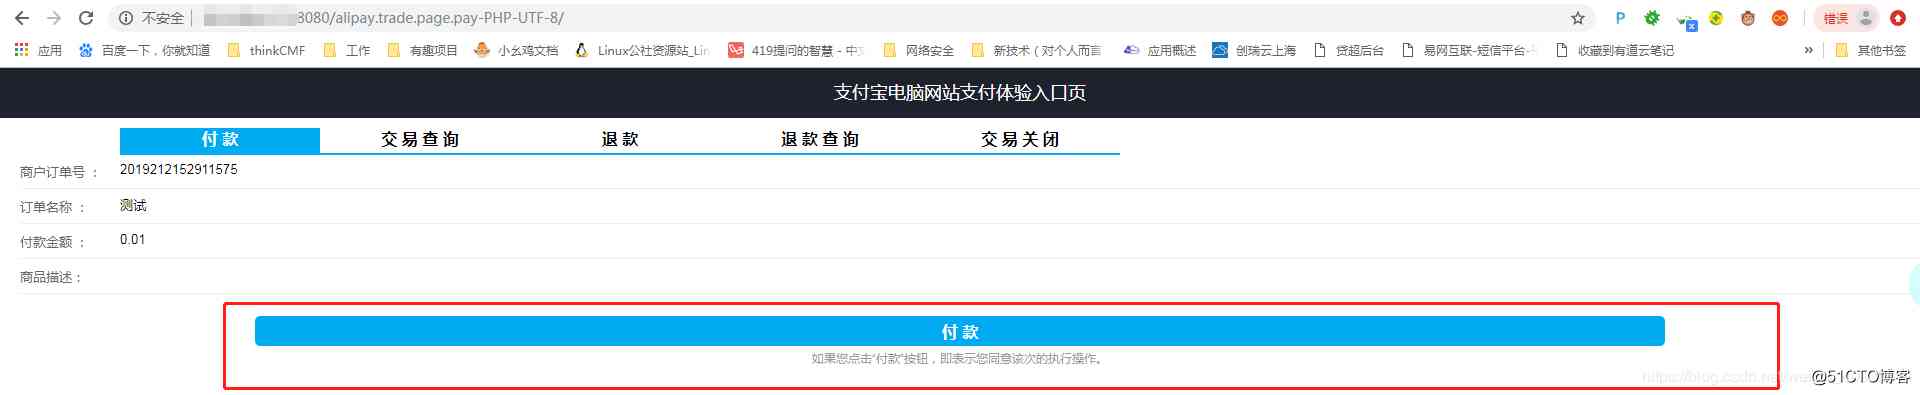 不安全 8080/alipay.trade.page.pay-PHP-UTF-8/ 错误
应用 百度一下，你就知道 thinkCMF 工作 有趣项目 小幺鸡文档 Linux公社资源站_Lin 419提问的智慧 - 中文 网络安全 新技术（对个人而言 应用概述 创瑞云上海 贷超后台 易网互联-短信平台- 收藏到有道云笔记 » 其他书签
支付宝电脑网站支付体验入口页
付 款 交 易 查 询 退 款 退 款 查 询 交 易 关 闭
商户订单号 ： 2019212152911575
订单名称 ： 测试
付款金额 ： 0.01
商品描述：
付 款
如果您点击“付款”按钮，即表示您同意该次的执行操作。
https://blog.csdn.net/we @51CTO博客